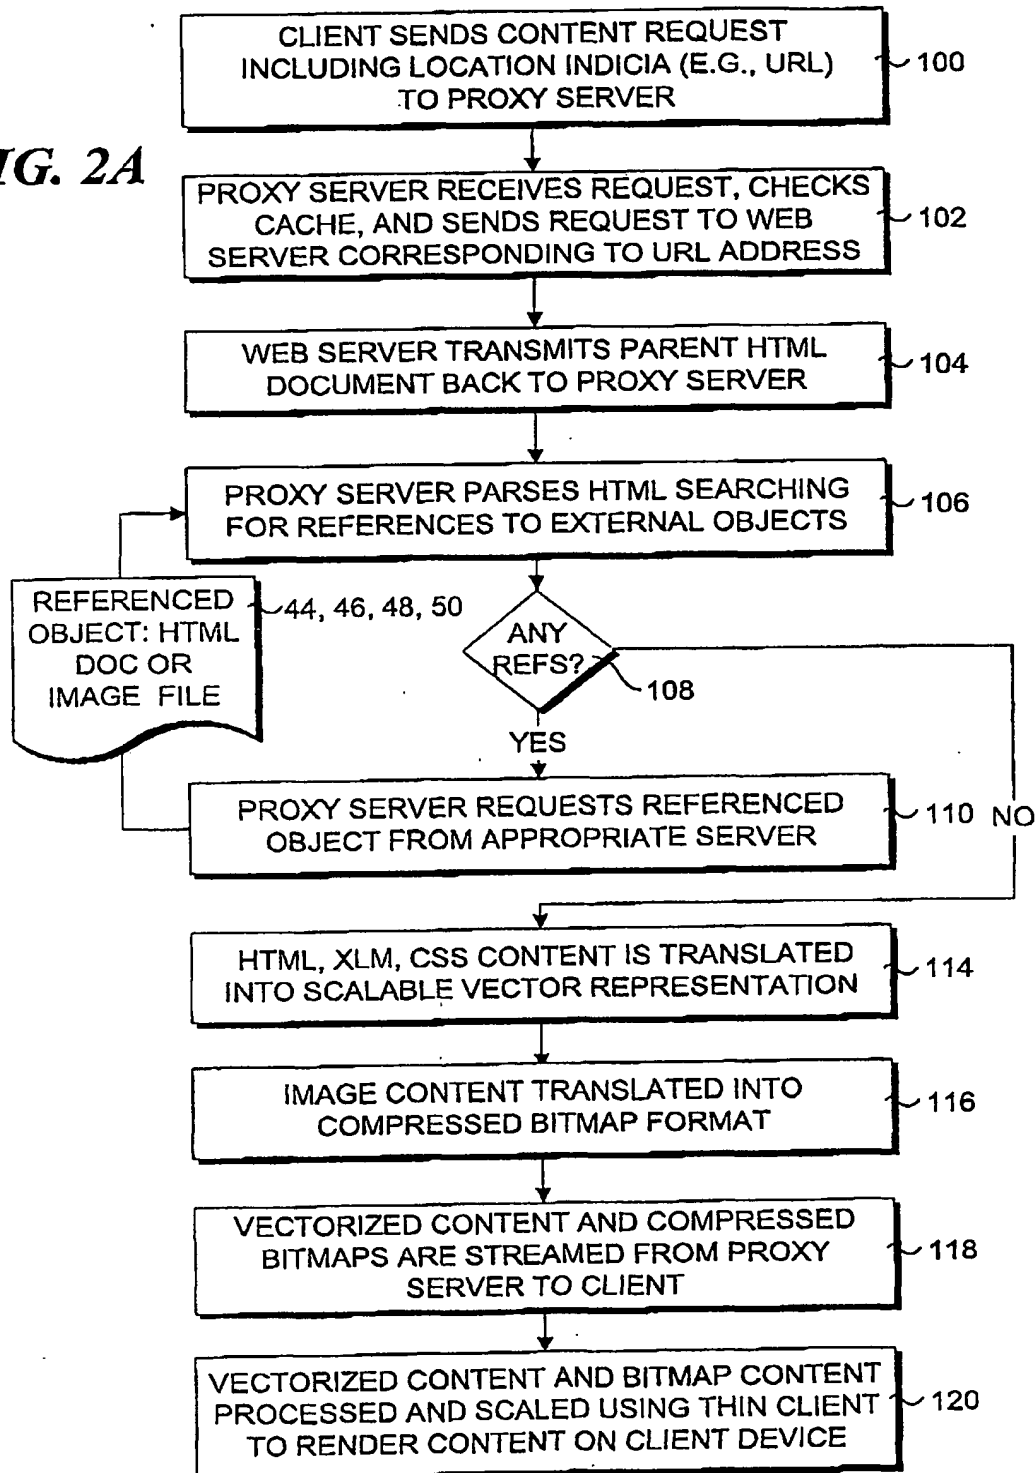 CLIENT SENDS CONTENT REQUEST
INCLUDING LOCATION INDICIA (E.G., URL)
TO PROXY SERVER
100
IG. 2A
PROXY SERVER RECEIVES REQUEST, CHECKS
CACHE, AND SENDS REQUEST TO WEB
SERVER CORRESPONDING TO URL ADDRESS
102
WEB SERVER TRANSMITS PARENT HTML
DOCUMENT BACK TO PROXY SERVER
104
PROXY SERVER PARSES HTML SEARCHING
FOR REFERENCES TO EXTERNAL OBJECTS
106
REFERENCED
OBJECT: HTML
DOC OR
IMAGE FILE
44, 46, 48, 50
ANY
REFS?
108
YES
PROXY SERVER REQUESTS REFERENCED
OBJECT FROM APPROPRIATE SERVER
110
NO
HTML, XLM, CSS CONTENT IS TRANSLATED
INTO SCALABLE VECTOR REPRESENTATION
114
IMAGE CONTENT TRANSLATED INTO
COMPRESSED BITMAP FORMAT
116
VECTORIZED CONTENT AND COMPRESSED
BITMAPS ARE STREAMED FROM PROXY
SERVER TO CLIENT
118
VECTORIZED CONTENT AND BITMAP CONTENT
PROCESSED AND SCALED USING THIN CLIENT
TO RENDER CONTENT ON CLIENT DEVICE
120